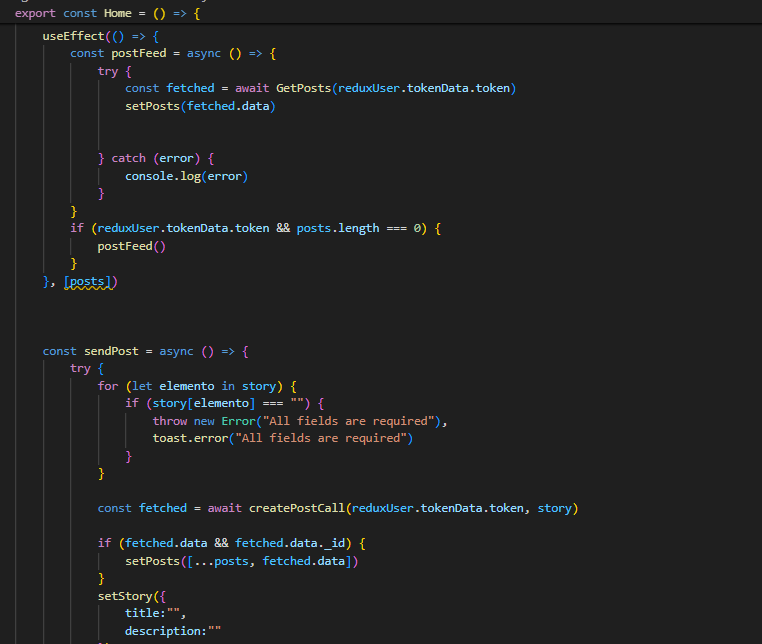 export const Home = () => {
useEffect(() => {
const postFeed = async () => {
try {
const fetched = await GetPosts(reduxUser.tokenData.token)
setPosts(fetched.data)
} catch (error) {
console.log(error)
}
}
if (reduxUser.tokenData.token && posts.length === 0) {
postFeed()
}
}, [posts])
const sendPost = async () => {
try {
for (let elemento in story) {
if (story[elemento] === "") {
throw new Error("All fields are required"),
toast.error("All fields are required")
}
}
const fetched = await createPostCall(reduxUser.tokenData.token, story)
if (fetched.data && fetched.data._id) {
setPosts([...posts, fetched.data])
}
setStory({
title:"",
description:""